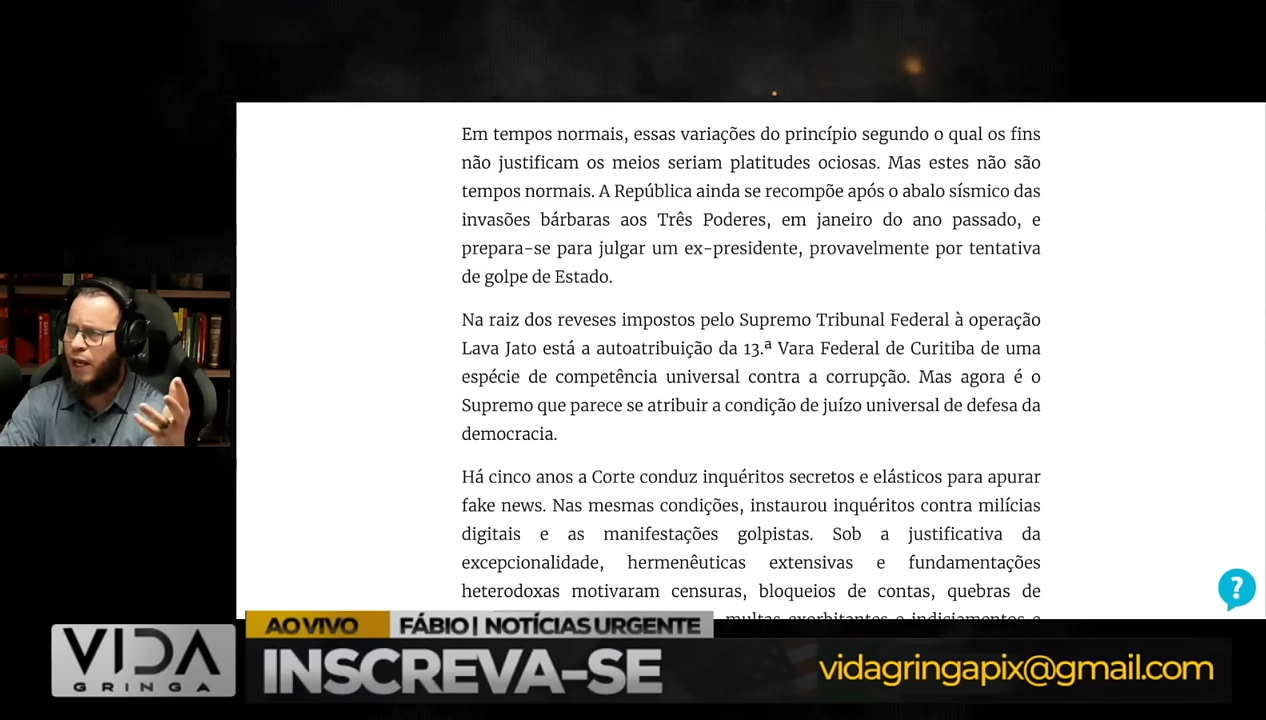 Em tempos normais, essas variações do princípio segundo o qual os fins
não justificam os meios seriam platitudes ociosas. Mas estes não são
tempos normais. A República ainda se recompõe após o abalo sísmico das
invasões bárbaras aos Três Poderes, em janeiro do ano passado, e
prepara-se para julgar um ex-presidente, provavelmente por tentativa
de golpe de Estado.
Na raiz dos reveses impostos pelo Supremo Tribunal Federal à operação
Lava Jato está a autoatribuição da 13.ª Vara Federal de Curitiba de uma
espécie de competência universal contra a corrupção. Mas agora é o
Supremo que parece se atribuir a condição de juízo universal de defesa da
democracia.
Há cinco anos a Corte conduz inquéritos secretos e elásticos para apurar
fake news. Nas mesmas condições, instaurou inquéritos contra milícias
digitais e as manifestações golpistas. Sob a justificativa da
excepcionalidade, hermenêuticas extensivas e fundamentações
heterodoxas motivaram censuras, bloqueios de contas, quebras de
multas exorbitantes e indiciamentos e
?
AO VIVO FÁBIO | NOTÍCIAS URGENTE
VIDA
GRINGA
INSCREVA-SE
vidagringapix@gmail.com